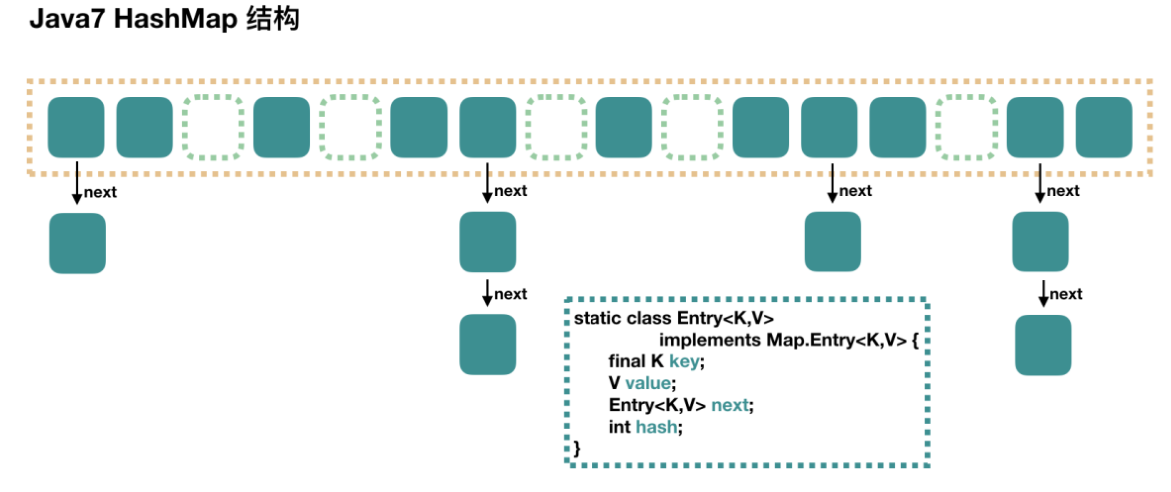 Java7 HashMap 结构
next
next
next
next
next
next
static class Entry<K,V>
implements Map.Entry<K,V> {
final K key;
V value;
Entry<K,V> next;
int hash;
}